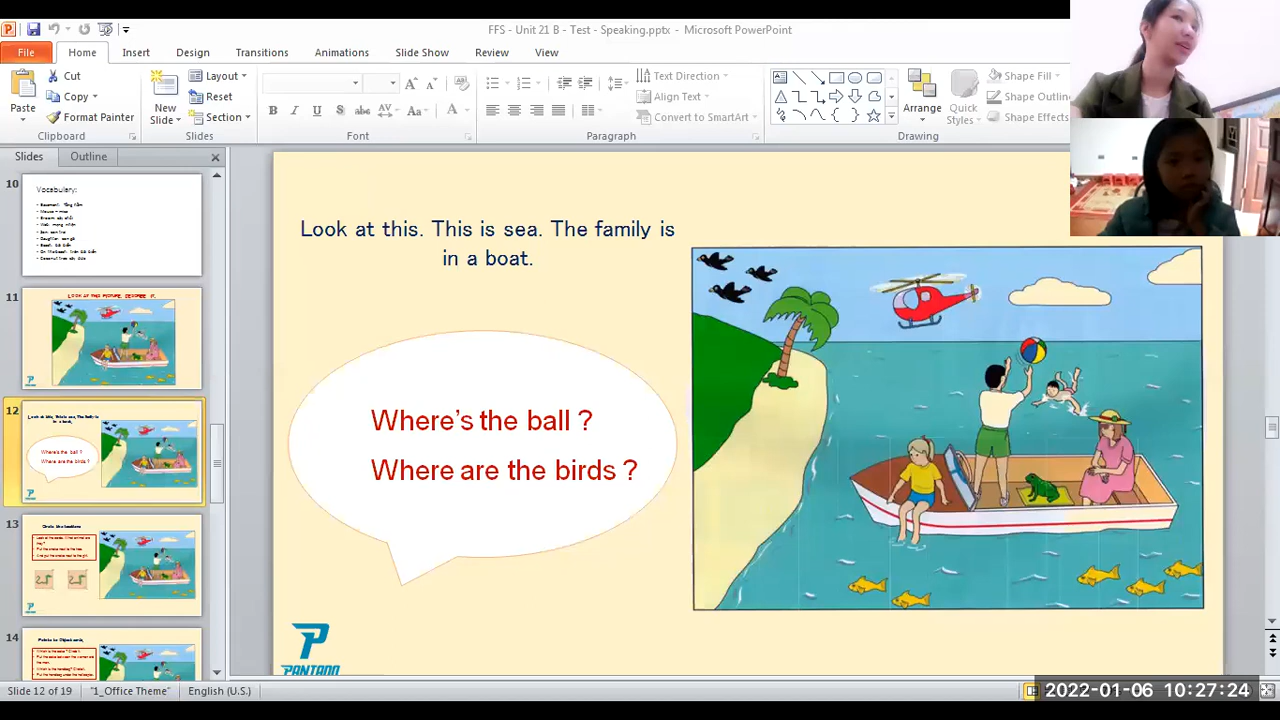 FFS - Unit 21 B - Test - Speaking.pptx - Microsoft PowerPoint
File Home Insert Design Transitions Animations Slide Show Review View
Cut
Copy
Format Painter
Paste
Clipboard
New
Slide
Layout
Reset
Section
Slides
Font
Text Direction
Align Text
Convert to SmartArt
Paragraph
Arrange
Quick
Styles
Drawing
Shape Fill
Shape Outline
Shape Effects
Slides Outline
10
Vocabulary:
11
12
13
14
Look at this. This is sea. The family is
in a boat.
Where's the ball ?
Where are the birds ?
PANTADO
Slide 12 of 19 "1_Office Theme" English (U.S.)
2022-01-06 10:27:24